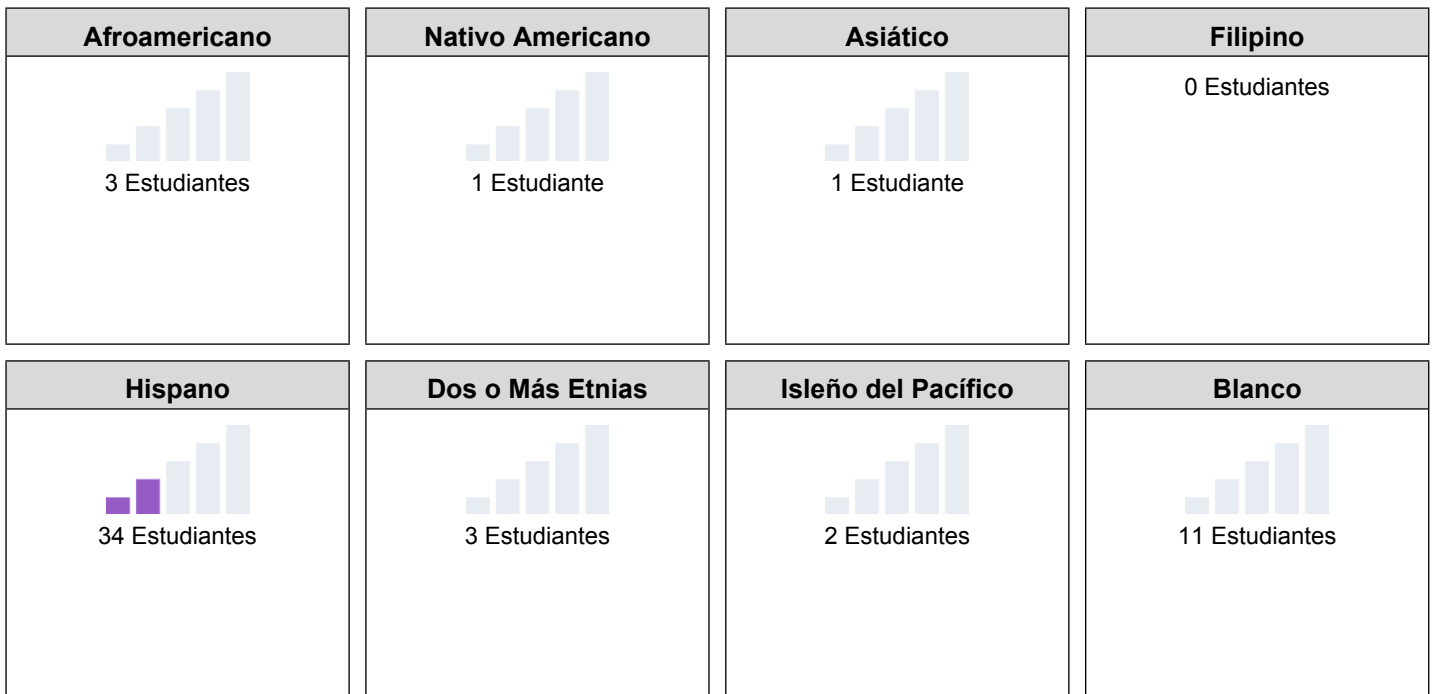 Afroamericano
3 Estudiantes
Nativo Americano
1 Estudiante
Asiático
1 Estudiante
Filipino
0 Estudiantes
Hispano
34 Estudiantes
Dos o Más Etnias
3 Estudiantes
Isleño del Pacífico
2 Estudiantes
Blanco
11 Estudiantes